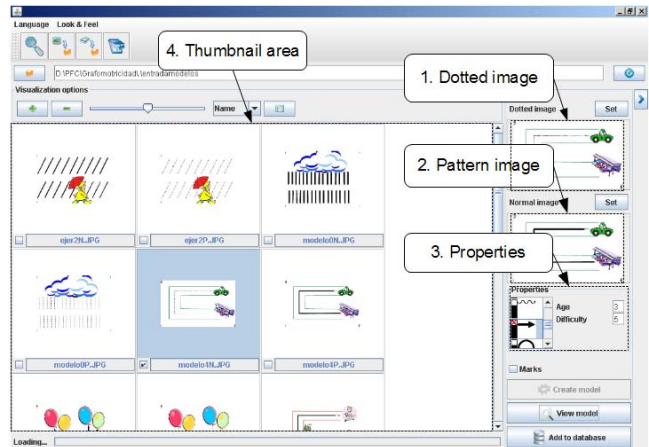 Language Look & Feel
4. Thumbnail area
D:\PFC\Grafomotricidad\entradamodelos
1. Dotted image
Visualization options
Name
Dotted image
Set
2. Pattern image
Normal image
Set
ejer2N.JPG
ejer2P.JPG
modelo0N.JPG
3. Properties
Properties
Age
3
Difficulty
5
modelo0P.JPG
modelo4N.JPG
modelo4P.JPG
Marks
Create model
View model
Add to database
Loading...